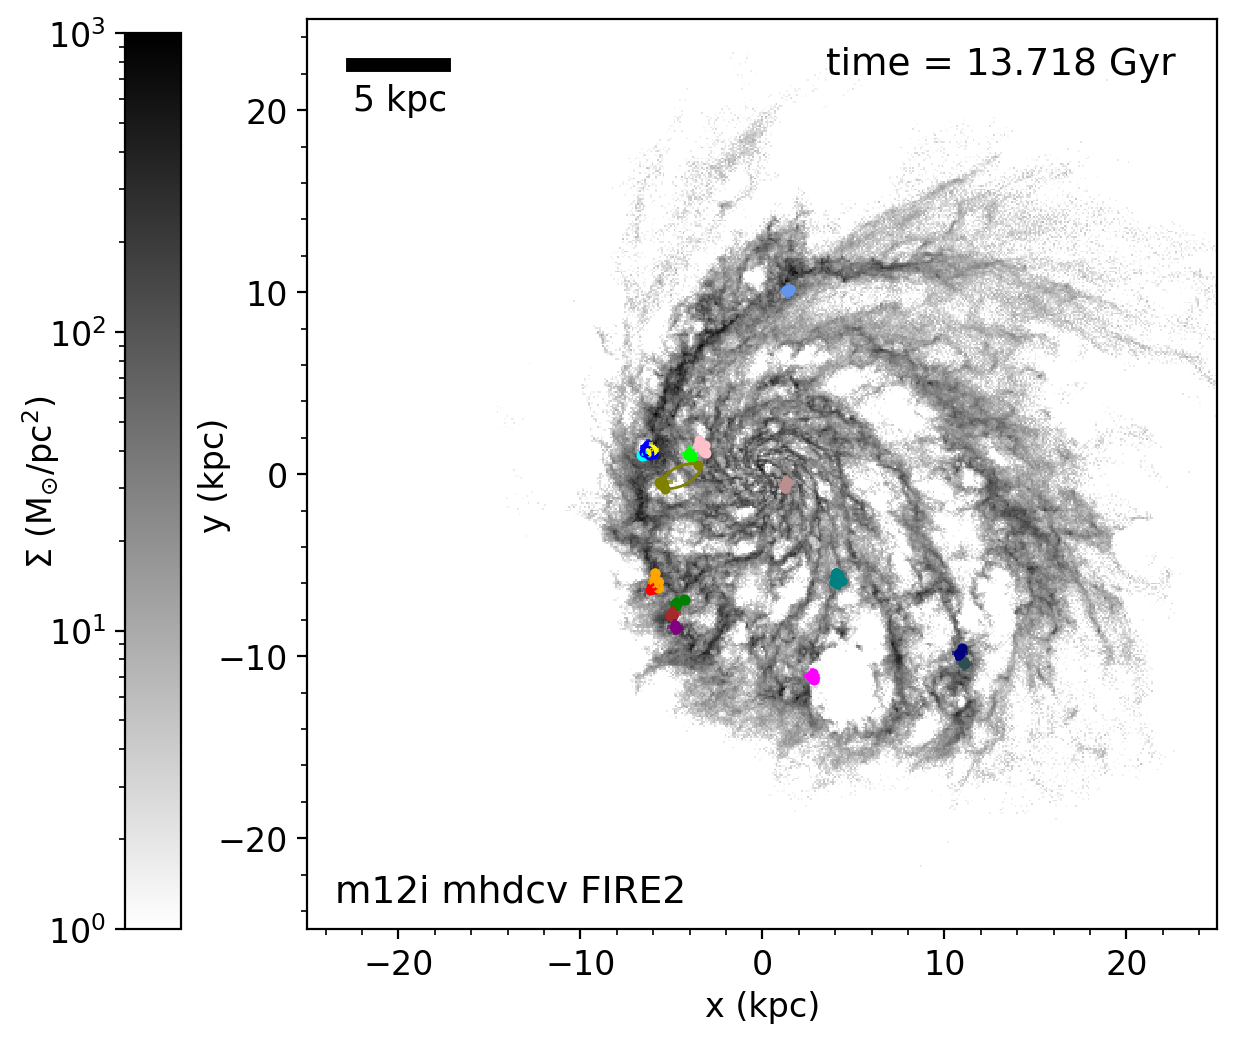 10³
10²
10¹
10⁰
Σ (M☉/pc²)
y (kpc)
20
10
0
−10
−20
5 kpc
time = 13.718 Gyr
m12i mhdcv FIRE2
−20 −10 0 10 20
x (kpc)